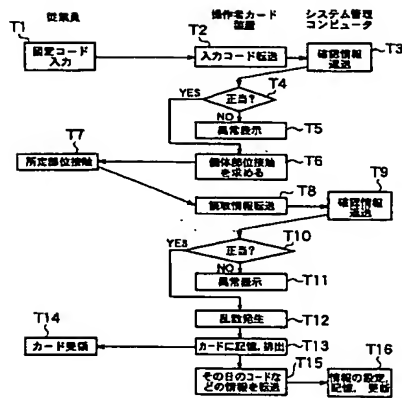 従業員
操作者カード
装置
システム管理
コンピュータ
T1
固定コード
入力
T2
入力コード転送
T3
確認情報
返送
T4
正当?
YES
NO
異常表示
T5
T6
個体部位接触
を求める
T7
所定部位接触
T8
読取情報転送
T9
確認情報
返送
T10
正当?
YES
NO
異常表示
T11
乱数発生
T12
T13
カードに記憶、排出
T14
カード受領
T15
その日のコードな
どの情報を転送
T16
情報の設定、
記憶、更新